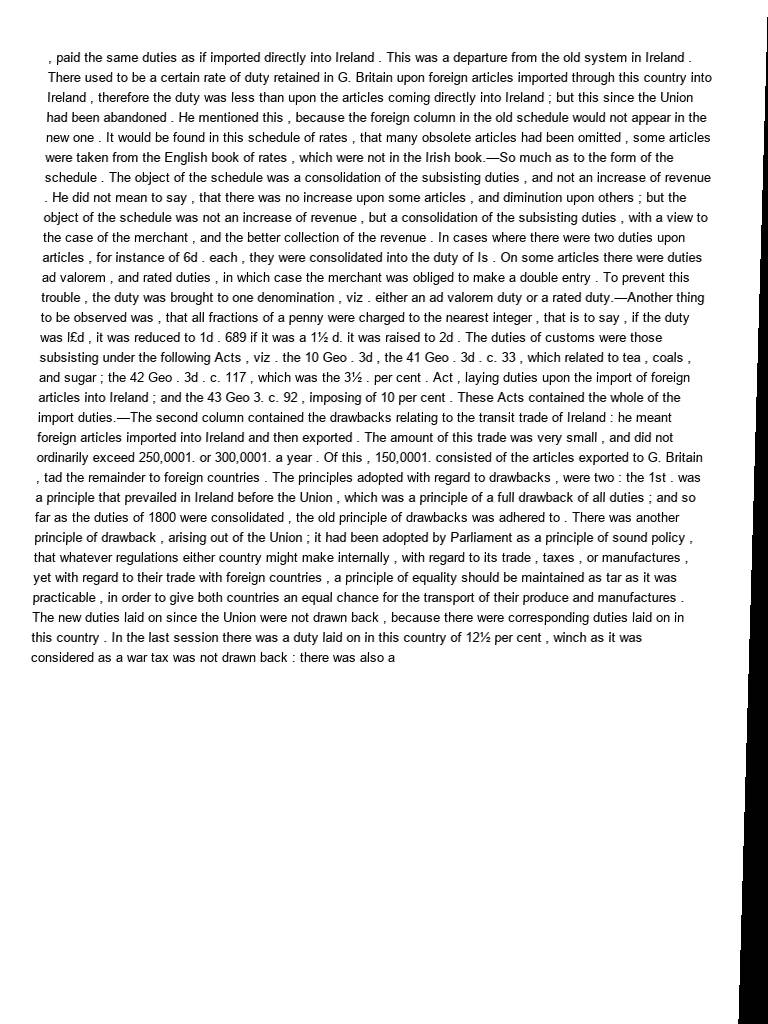 , paid the same duties as if imported directly into Ireland . This was a departure from the old system in Ireland .
There used to be a certain rate of duty retained in G. Britain upon foreign articles imported through this country into
Ireland , therefore the duty was less than upon the articles coming directly into Ireland ; but this since the Union
had been abandoned . He mentioned this , because the foreign column in the old schedule would not appear in the
new one . It would be found in this schedule of rates , that many obsolete articles had been omitted , some articles
were taken from the English book of rates , which were not in the Irish book.—So much as to the form of the
schedule . The object of the schedule was a consolidation of the subsisting duties , and not an increase of revenue
. He did not mean to say , that there was no increase upon some articles , and diminution upon others ; but the
object of the schedule was not an increase of revenue , but a consolidation of the subsisting duties , with a view to
the case of the merchant , and the better collection of the revenue . In cases where there were two duties upon
articles , for instance of 6d . each , they were consolidated into the duty of Is . On some articles there were duties
ad valorem , and rated duties , in which case the merchant was obliged to make a double entry . To prevent this
trouble , the duty was brought to one denomination , viz . either an ad valorem duty or a rated duty.—Another thing
to be observed was , that all fractions of a penny were charged to the nearest integer , that is to say , if the duty
was l£d , it was reduced to 1d . 689 if it was a 1½ d. it was raised to 2d . The duties of customs were those
subsisting under the following Acts , viz . the 10 Geo . 3d , the 41 Geo . 3d . c. 33 , which related to tea , coals ,
and sugar ; the 42 Geo . 3d . c. 117 , which was the 3½ . per cent . Act , laying duties upon the import of foreign
articles into Ireland ; and the 43 Geo 3. c. 92 , imposing of 10 per cent . These Acts contained the whole of the
import duties.—The second column contained the drawbacks relating to the transit trade of Ireland : he meant
foreign articles imported into Ireland and then exported . The amount of this trade was very small , and did not
ordinarily exceed 250,0001. or 300,0001. a year . Of this , 150,0001. consisted of the articles exported to G. Britain
, tad the remainder to foreign countries . The principles adopted with regard to drawbacks , were two : the 1st . was
a principle that prevailed in Ireland before the Union , which was a principle of a full drawback of all duties ; and so
far as the duties of 1800 were consolidated , the old principle of drawbacks was adhered to . There was another
principle of drawback , arising out of the Union ; it had been adopted by Parliament as a principle of sound policy ,
that whatever regulations either country might make internally , with regard to its trade , taxes , or manufactures ,
yet with regard to their trade with foreign countries , a principle of equality should be maintained as tar as it was
practicable , in order to give both countries an equal chance for the transport of their produce and manufactures .
The new duties laid on since the Union were not drawn back , because there were corresponding duties laid on in
this country . In the last session there was a duty laid on in this country of 12½ per cent , winch as it was
considered as a war tax was not drawn back : there was also a